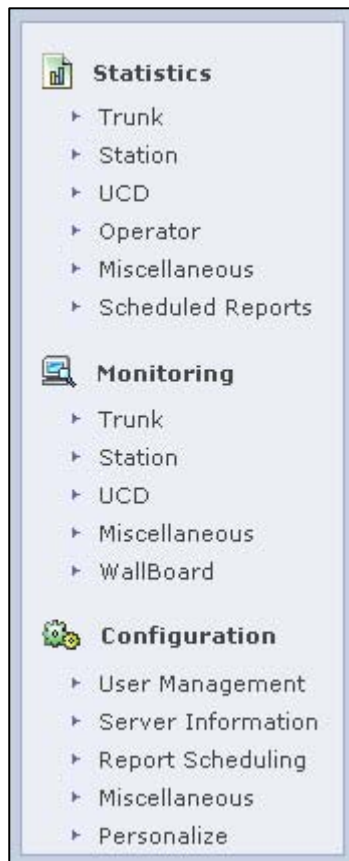 Statistics
Trunk
Station
UCD
Operator
Miscellaneous
Scheduled Reports
Monitoring
Trunk
Station
UCD
Miscellaneous
WallBoard
Configuration
User Management
Server Information
Report Scheduling
Miscellaneous
Personalize